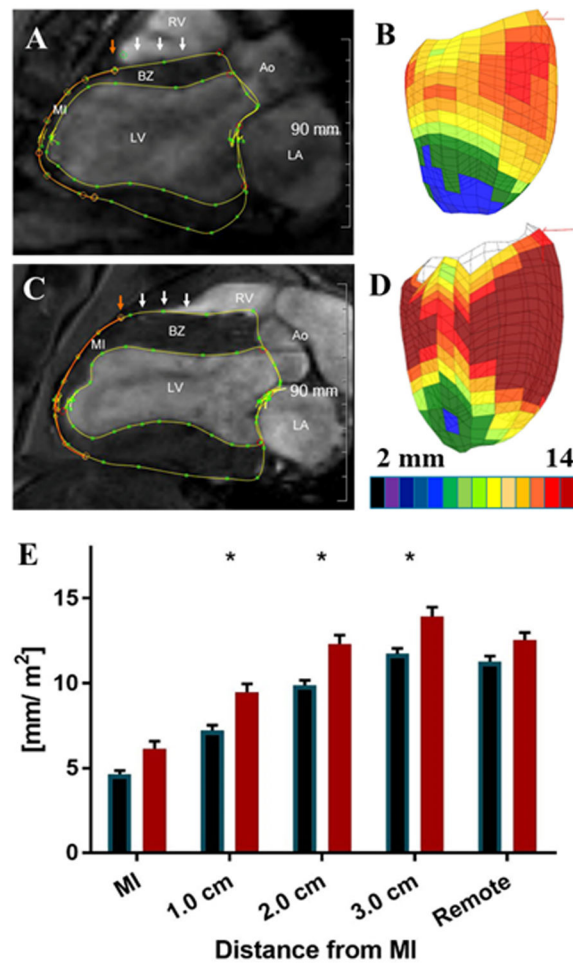 A
RV
BZ
Ao
MI
LV
90 mm
LA
B
C
RV
BZ
Ao
MI
LV
90 mm
LA
D
2 mm 14
E
* * *
[mm/ m²]
15
10
5
0
MI 1.0 cm 2.0 cm 3.0 cm Remote
Distance from MI